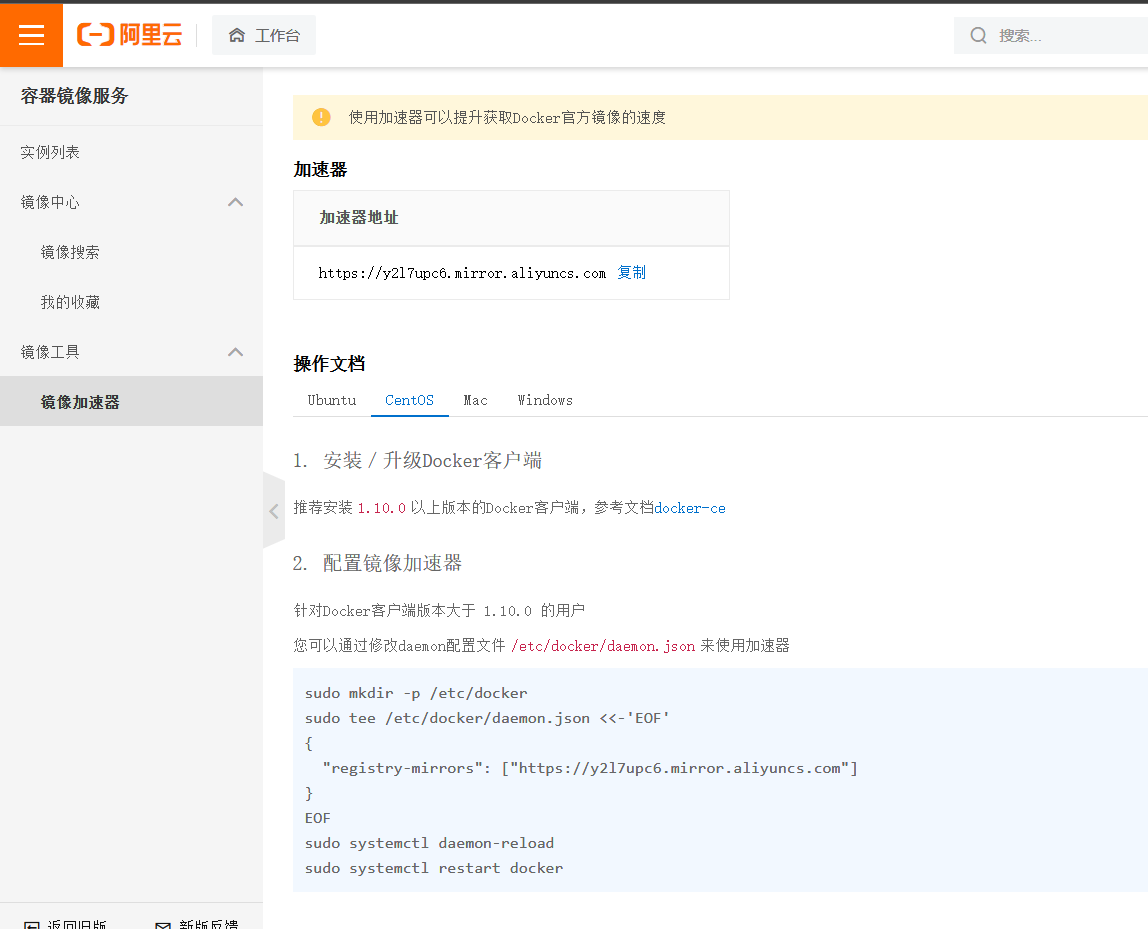 阿里云
工作台
搜索...
容器镜像服务
实例列表
镜像中心
镜像搜索
我的收藏
镜像工具
镜像加速器
返回旧版
新版反馈
使用加速器可以提升获取Docker官方镜像的速度
加速器
加速器地址
https://y2l7upc6.mirror.aliyuncs.com 复制
操作文档
Ubuntu CentOS Mac Windows
1. 安装 / 升级Docker客户端
推荐安装 1.10.0 以上版本的Docker客户端，参考文档docker-ce
2. 配置镜像加速器
针对Docker客户端版本大于 1.10.0 的用户
您可以通过修改daemon配置文件 /etc/docker/daemon.json 来使用加速器
sudo mkdir -p /etc/docker
sudo tee /etc/docker/daemon.json <<-'EOF'
{
  "registry-mirrors": ["https://y2l7upc6.mirror.aliyuncs.com"]
}
EOF
sudo systemctl daemon-reload
sudo systemctl restart docker